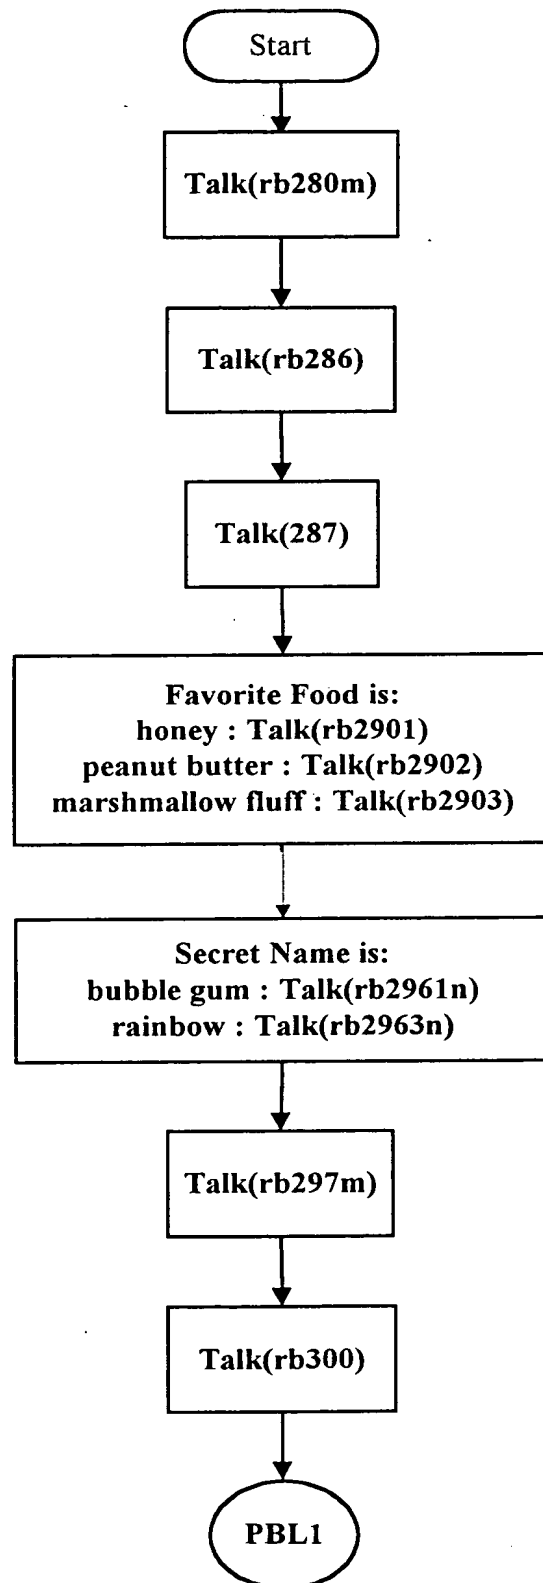 Start
Talk(rb280m)
Talk(rb286)
Talk(287)
Favorite Food is:
honey : Talk(rb2901)
peanut butter : Talk(rb2902)
marshmallow fluff : Talk(rb2903)
Secret Name is:
bubble gum : Talk(rb2961n)
rainbow : Talk(rb2963n)
Talk(rb297m)
Talk(rb300)
PBL1